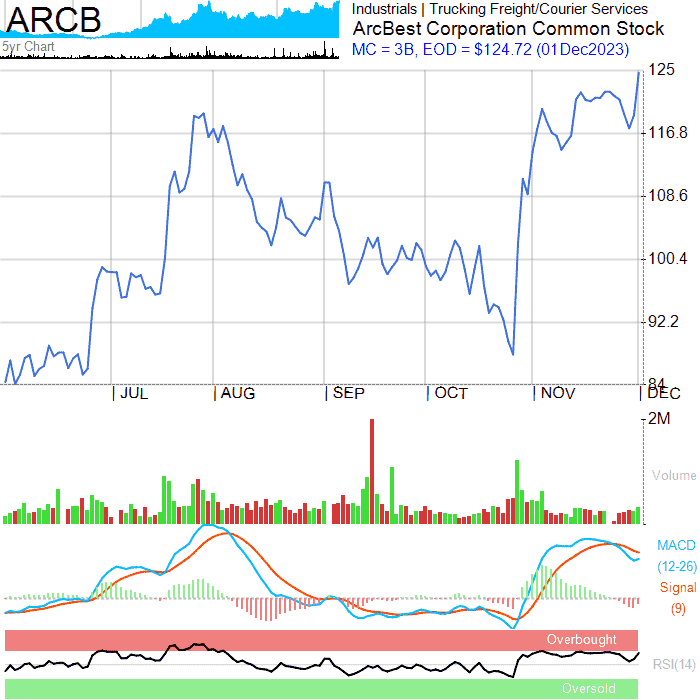 ARCB
5yr Chart
Industrials | Trucking Freight/Courier Services
ArcBest Corporation Common Stock
MC = 3B, EOD = $124.72 (01Dec2023)
125
116.8
108.6
100.4
92.2
84
| JUL | AUG | SEP | OCT | NOV | DEC
2M
Volume
MACD
(12-26)
Signal
(9)
Overbought
RSI(14)
Oversold